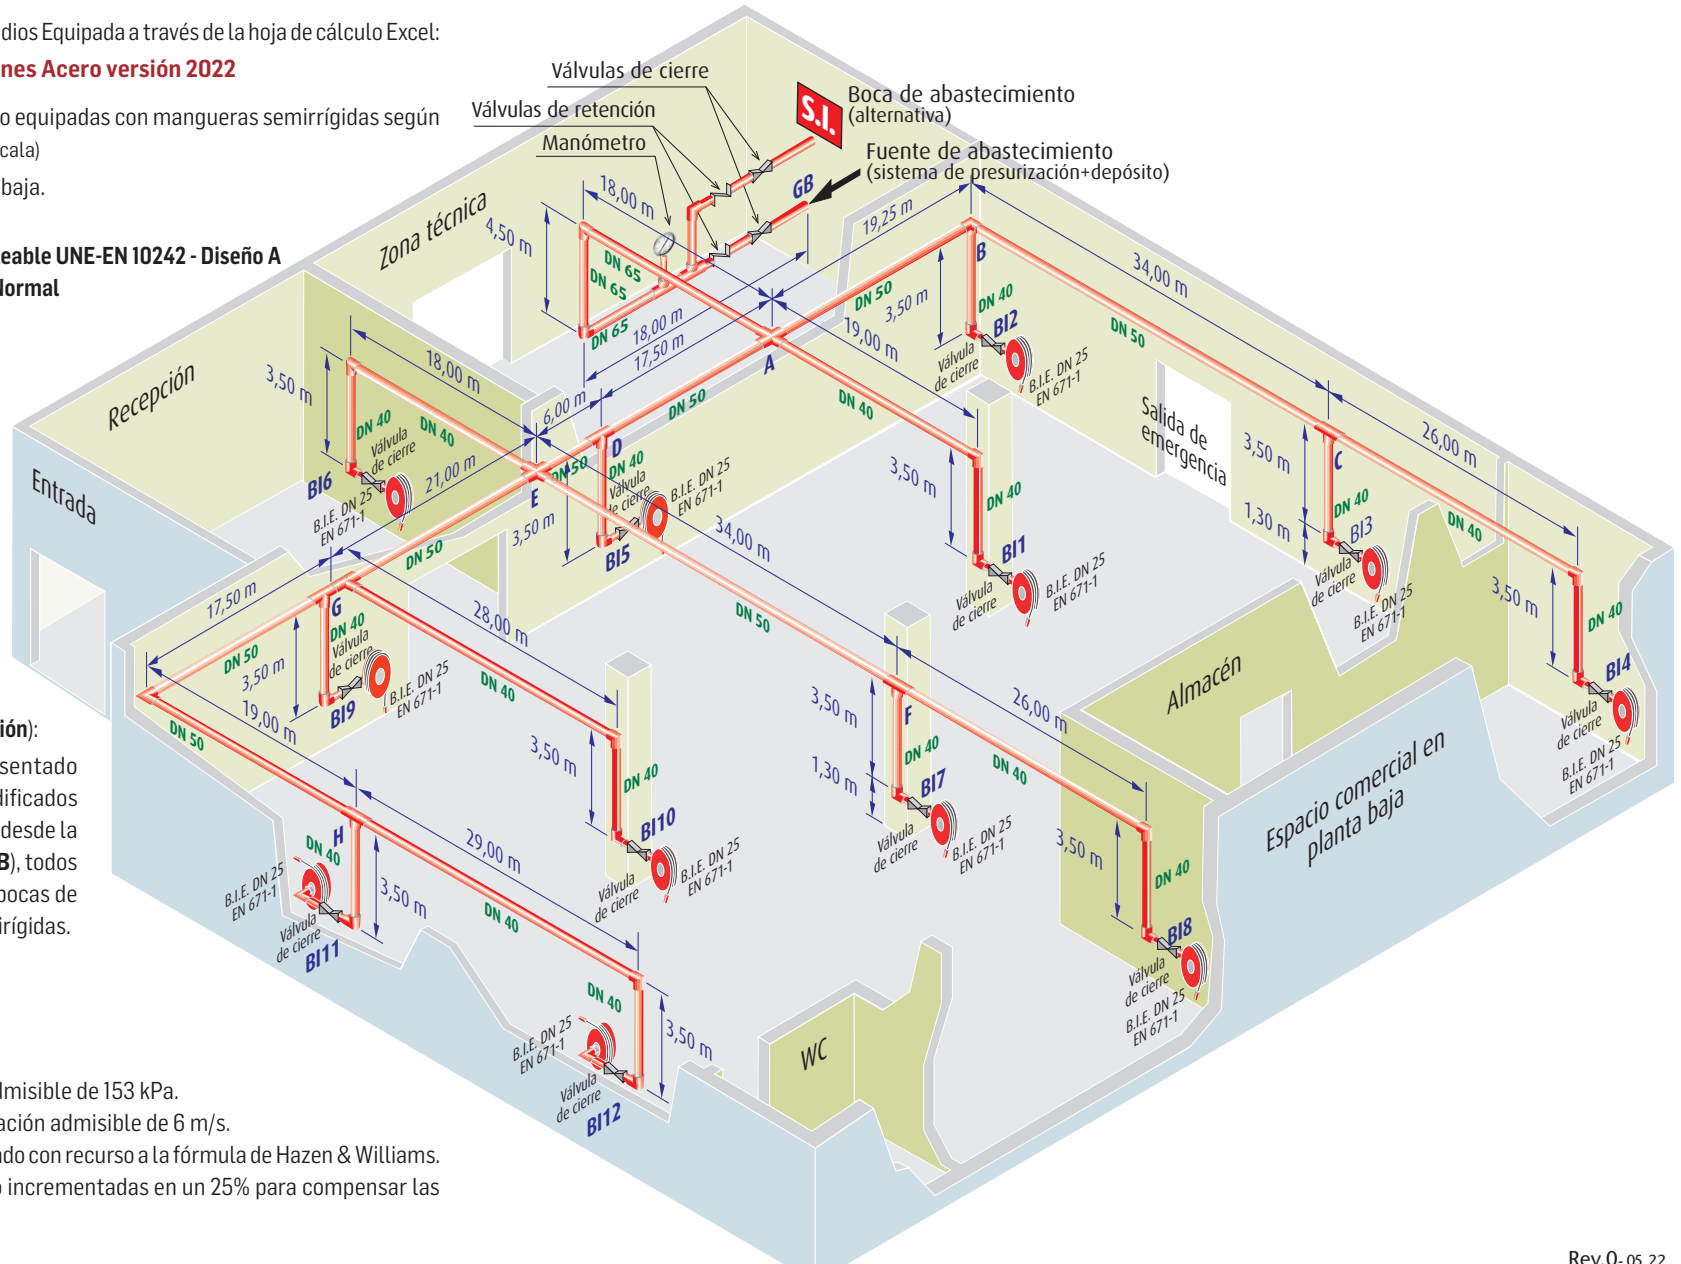 dios Equipada a través de la hoja de cálculo Excel:
nes Acero versión 2022
o equipadas con mangueras semirrígidas según
cala)
baja.
eable UNE-EN 10242 - Diseño A
Normal
ión):
sentado
dificados
desde la
B), todos
bocas de
irígidas.
dmisible de 153 kPa.
ación admisible de 6 m/s.
ado con recurso a la fórmula de Hazen & Williams.
o incrementadas en un 25% para compensar las
Válvulas de cierre
Válvulas de retención
Manómetro
S.I.
Boca de abastecimiento
(alternativa)
Fuente de abastecimiento
(sistema de presurización+depósito)
GB
Zona técnica
18,00 m
4,50 m
DN 65
DN 65
DN 65
18,00 m
17,50 m
19,25 m
DN 50
A
B
3,50 m
DN 40
BI2
Válvula
de cierre
B.I.E. DN 25
EN 671-1
34,00 m
DN 50
19,00 m
DN 40
3,50 m
DN 40
BI1
Válvula
de cierre
B.I.E. DN 25
EN 671-1
Salida de
emergencia
C
3,50 m
1,30 m
DN 40
BI3
Válvula
de cierre
B.I.E. DN 25
EN 671-1
26,00 m
DN 40
3,50 m
DN 40
BI4
Válvula
de cierre
B.I.E. DN 25
EN 671-1
Recepción
Entrada
18,00 m
3,50 m
DN 40
DN 40
Válvula
de cierre
BI6
B.I.E. DN 25
EN 671-1
6,00 m
DN 50
D
DN 50
DN 40
Válvula
de cierre
3,50 m
BI5
B.I.E. DN 25
EN 671-1
E
21,00 m
DN 50
34,00 m
DN 50
17,50 m
DN 50
G
DN 40
Válvula
de cierre
3,50 m
BI9
B.I.E. DN 25
EN 671-1
28,00 m
DN 40
3,50 m
DN 40
BI10
Válvula
de cierre
B.I.E. DN 25
EN 671-1
F
3,50 m
1,30 m
DN 40
BI7
Válvula
de cierre
B.I.E. DN 25
EN 671-1
26,00 m
DN 40
3,50 m
DN 40
BI8
Válvula
de cierre
B.I.E. DN 25
EN 671-1
Almacén
Espacio comercial en
planta baja
19,00 m
DN 50
H
DN 40
3,50 m
B.I.E. DN 25
EN 671-1
Válvula
de cierre
BI11
29,00 m
DN 40
DN 40
3,50 m
B.I.E. DN 25
EN 671-1
Válvula
de cierre
BI12
WC
Rev.0- 05.22